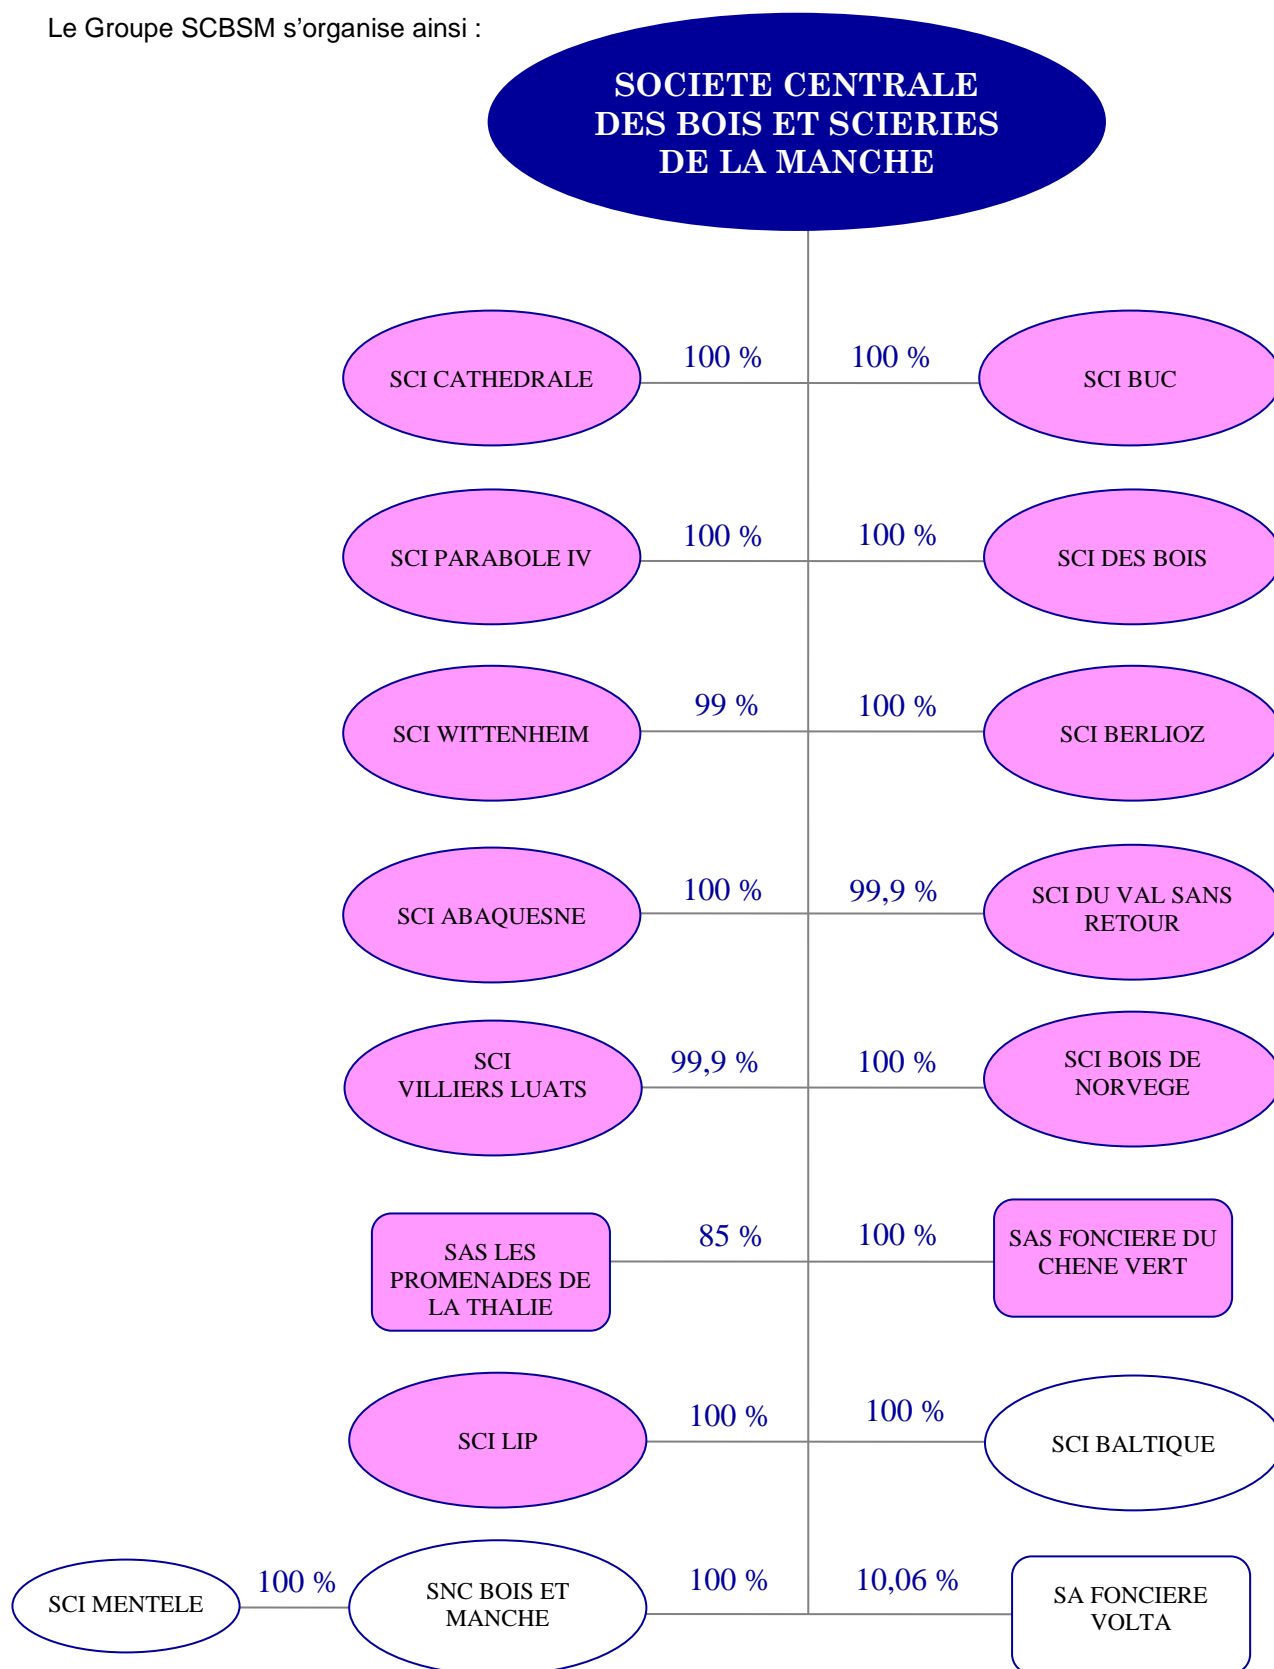 Le Groupe SCBSM s’organise ainsi :
SOCIETE CENTRALE
DES BOIS ET SCIERIES
DE LA MANCHE
SCI CATHEDRALE
100 %
100 %
SCI BUC
SCI PARABOLE IV
100 %
100 %
SCI DES BOIS
SCI WITTENHEIM
99 %
100 %
SCI BERLIOZ
SCI ABAQUESNE
100 %
99,9 %
SCI DU VAL SANS
RETOUR
SCI
VILLIERS LUATS
99,9 %
100 %
SCI BOIS DE
NORVEGE
SAS LES
PROMENADES DE
LA THALIE
85 %
100 %
SAS FONCIERE DU
CHENE VERT
SCI LIP
100 %
100 %
SCI BALTIQUE
SCI MENTELE
100 %
SNC BOIS ET
MANCHE
100 %
10,06 %
SA FONCIERE
VOLTA